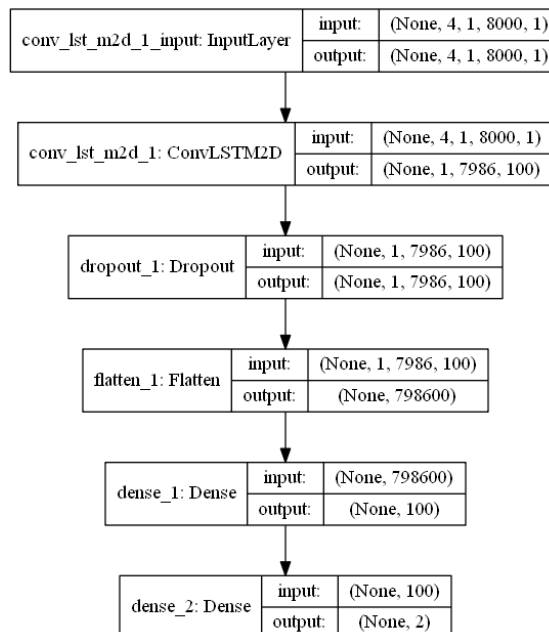 conv_lst_m2d_1_input: InputLayer
input: (None, 4, 1, 8000, 1)
output: (None, 4, 1, 8000, 1)
conv_lst_m2d_1: ConvLSTM2D
input: (None, 4, 1, 8000, 1)
output: (None, 1, 7986, 100)
dropout_1: Dropout
input: (None, 1, 7986, 100)
output: (None, 1, 7986, 100)
flatten_1: Flatten
input: (None, 1, 7986, 100)
output: (None, 798600)
dense_1: Dense
input: (None, 798600)
output: (None, 100)
dense_2: Dense
input: (None, 100)
output: (None, 2)